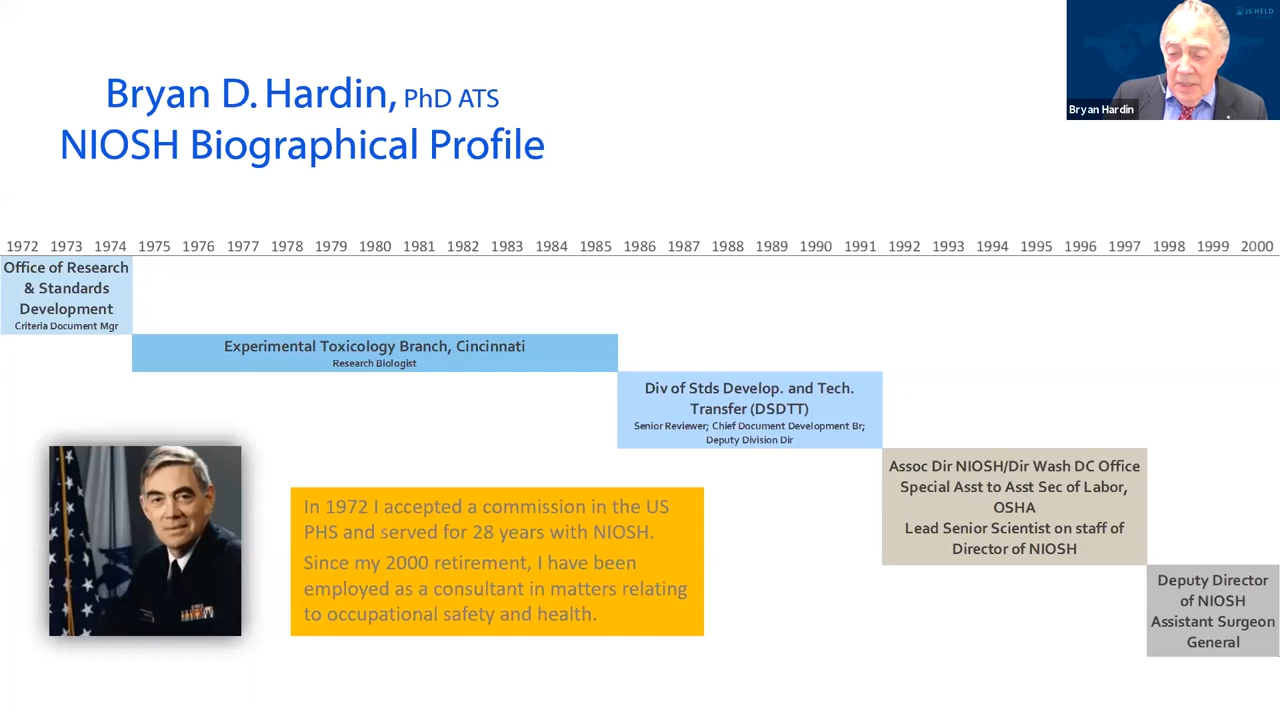 JS HELD
Bryan Hardin
Bryan D. Hardin, PhD ATS
NIOSH Biographical Profile
1972 1973 1974 1975 1976 1977 1978 1979 1980 1981 1982 1983 1984 1985 1986 1987 1988 1989 1990 1991 1992 1993 1994 1995 1996 1997 1998 1999 2000
Office of Research
& Standards
Development
Criteria Document Mgr
Experimental Toxicology Branch, Cincinnati
Research Biologist
Div of Stds Develop. and Tech.
Transfer (DSDTT)
Senior Reviewer; Chief Document Development Br;
Deputy Division Dir
Assoc Dir NIOSH/Dir Wash DC Office
Special Asst to Asst Sec of Labor,
OSHA
Lead Senior Scientist on staff of
Director of NIOSH
Deputy Director
of NIOSH
Assistant Surgeon
General
In 1972 I accepted a commission in the US
PHS and served for 28 years with NIOSH.
Since my 2000 retirement, I have been
employed as a consultant in matters relating
to occupational safety and health.